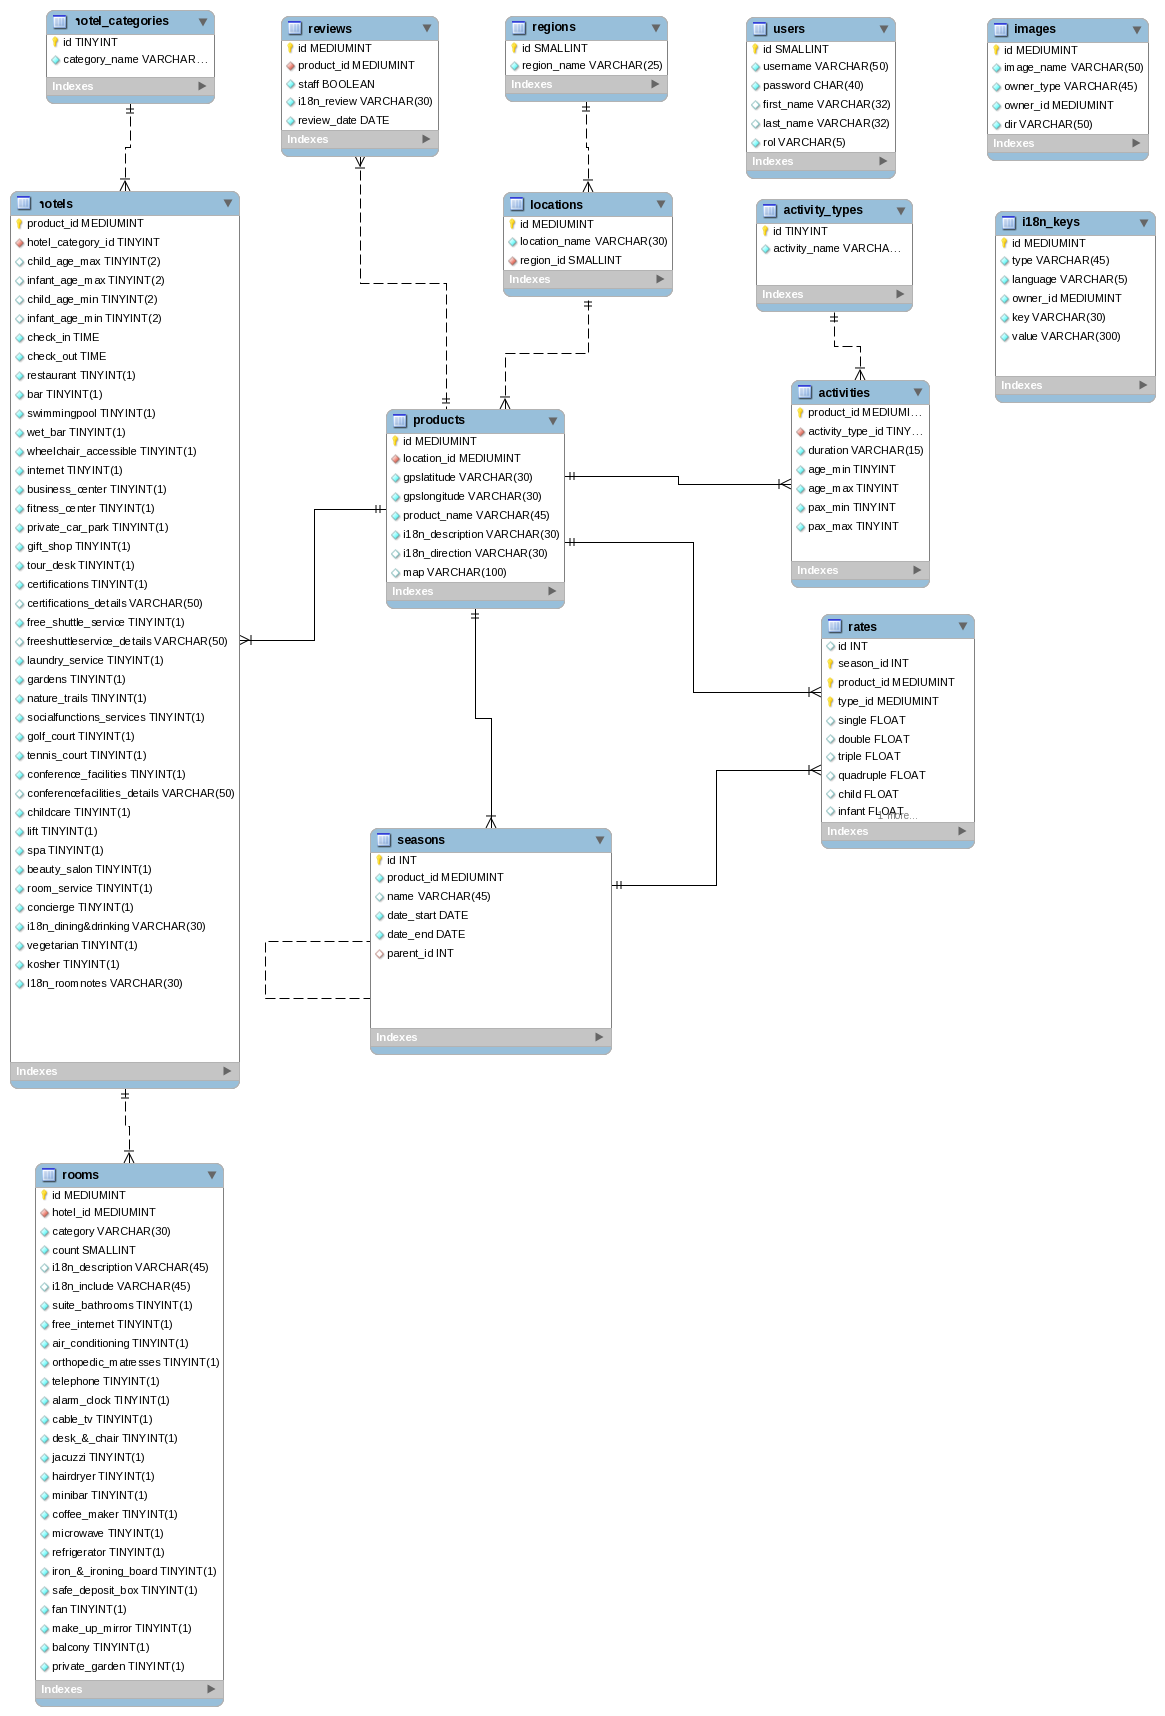 hotel_categories
id TINYINT
category_name VARCHAR...
Indexes
reviews
id MEDIUMINT
product_id MEDIUMINT
staff BOOLEAN
i18n_review VARCHAR(30)
review_date DATE
Indexes
regions
id SMALLINT
region_name VARCHAR(25)
Indexes
users
id SMALLINT
username VARCHAR(50)
password CHAR(40)
first_name VARCHAR(32)
last_name VARCHAR(32)
rol VARCHAR(5)
Indexes
images
id MEDIUMINT
image_name VARCHAR(50)
owner_type VARCHAR(45)
owner_id MEDIUMINT
dir VARCHAR(50)
Indexes
hotels
product_id MEDIUMINT
hotel_category_id TINYINT
child_age_max TINYINT(2)
infant_age_max TINYINT(2)
child_age_min TINYINT(2)
infant_age_min TINYINT(2)
check_in TIME
check_out TIME
restaurant TINYINT(1)
bar TINYINT(1)
swimmingpool TINYINT(1)
wet_bar TINYINT(1)
wheelchair_accessible TINYINT(1)
internet TINYINT(1)
business_center TINYINT(1)
fitness_center TINYINT(1)
private_car_park TINYINT(1)
gift_shop TINYINT(1)
tour_desk TINYINT(1)
certifications TINYINT(1)
certifications_details VARCHAR(50)
free_shuttle_service TINYINT(1)
freeshuttleservice_details VARCHAR(50)
laundry_service TINYINT(1)
gardens TINYINT(1)
nature_trails TINYINT(1)
socialfunctions_services TINYINT(1)
golf_court TINYINT(1)
tennis_court TINYINT(1)
conference_facilities TINYINT(1)
conferencefacilities_details VARCHAR(50)
childcare TINYINT(1)
lift TINYINT(1)
spa TINYINT(1)
beauty_salon TINYINT(1)
room_service TINYINT(1)
concierge TINYINT(1)
i18n_dining&drinking VARCHAR(30)
vegetarian TINYINT(1)
kosher TINYINT(1)
I18n_roomnotes VARCHAR(30)
Indexes
locations
id MEDIUMINT
location_name VARCHAR(30)
region_id SMALLINT
Indexes
activity_types
id TINYINT
activity_name VARCHA...
Indexes
i18n_keys
id MEDIUMINT
type VARCHAR(45)
language VARCHAR(5)
owner_id MEDIUMINT
key VARCHAR(30)
value VARCHAR(300)
Indexes
products
id MEDIUMINT
location_id MEDIUMINT
gpslatitude VARCHAR(30)
gpslongitude VARCHAR(30)
product_name VARCHAR(45)
i18n_description VARCHAR(30)
i18n_direction VARCHAR(30)
map VARCHAR(100)
Indexes
activities
product_id MEDIUMI...
activity_type_id TINY...
duration VARCHAR(15)
age_min TINYINT
age_max TINYINT
pax_min TINYINT
pax_max TINYINT
Indexes
rates
id INT
season_id INT
product_id MEDIUMINT
type_id MEDIUMINT
single FLOAT
double FLOAT
triple FLOAT
quadruple FLOAT
child FLOAT
infant FLOAT
1 more...
Indexes
seasons
id INT
product_id MEDIUMINT
name VARCHAR(45)
date_start DATE
date_end DATE
parent_id INT
Indexes
rooms
id MEDIUMINT
hotel_id MEDIUMINT
category VARCHAR(30)
count SMALLINT
i18n_description VARCHAR(45)
i18n_include VARCHAR(45)
suite_bathrooms TINYINT(1)
free_internet TINYINT(1)
air_conditioning TINYINT(1)
orthopedic_matresses TINYINT(1)
telephone TINYINT(1)
alarm_clock TINYINT(1)
cable_tv TINYINT(1)
desk_&_chair TINYINT(1)
jacuzzi TINYINT(1)
hairdryer TINYINT(1)
minibar TINYINT(1)
coffee_maker TINYINT(1)
microwave TINYINT(1)
refrigerator TINYINT(1)
iron_&_ironing_board TINYINT(1)
safe_deposit_box TINYINT(1)
fan TINYINT(1)
make_up_mirror TINYINT(1)
balcony TINYINT(1)
private_garden TINYINT(1)
Indexes